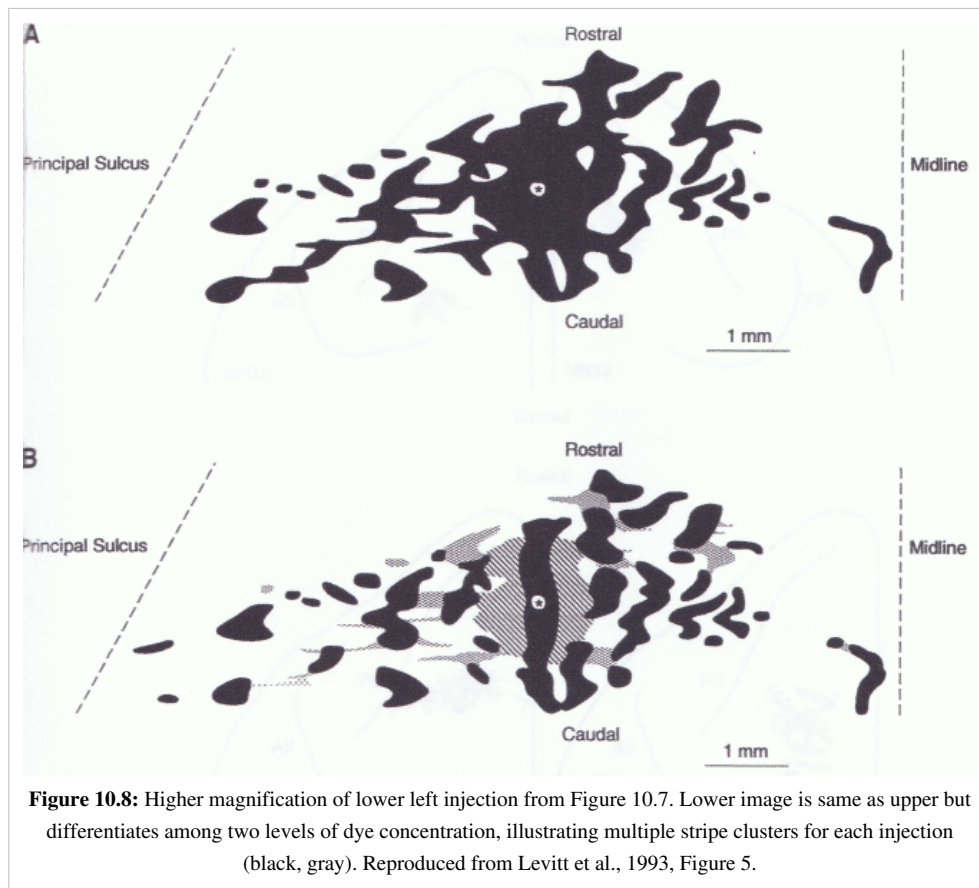 A
Rostral
Principal Sulcus
Midline
Caudal
1 mm
B
Rostral
Principal Sulcus
Midline
Caudal
1 mm
Figure 10.8: Higher magnification of lower left injection from Figure 10.7. Lower image is same as upper but
differentiates among two levels of dye concentration, illustrating multiple stripe clusters for each injection
(black, gray). Reproduced from Levitt et al., 1993, Figure 5.